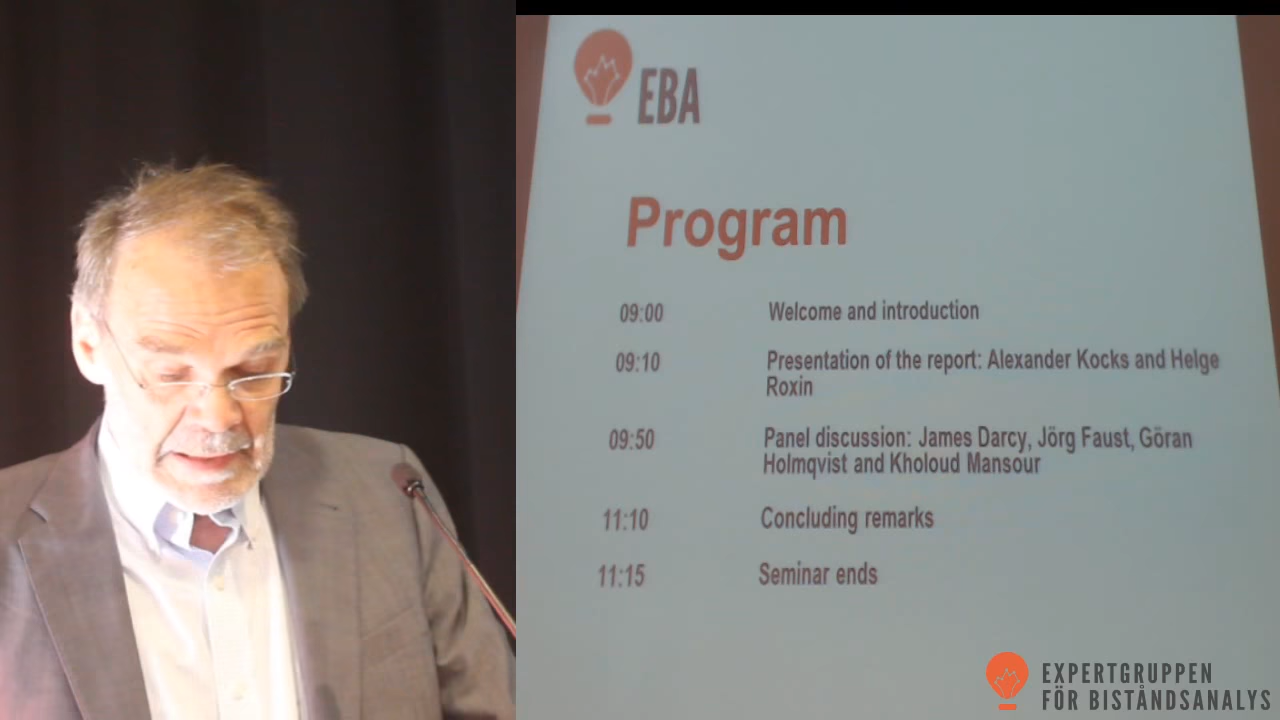 EBA
Program
09:00 Welcome and introduction
09:10 Presentation of the report: Alexander Kocks and Helge
Roxin
09:50 Panel discussion: James Darcy, Jörg Faust, Göran
Holmqvist and Kholoud Mansour
11:10 Concluding remarks
11:15 Seminar ends
EXPERTGRUPPEN
FÖR BISTÅNDSANALYS